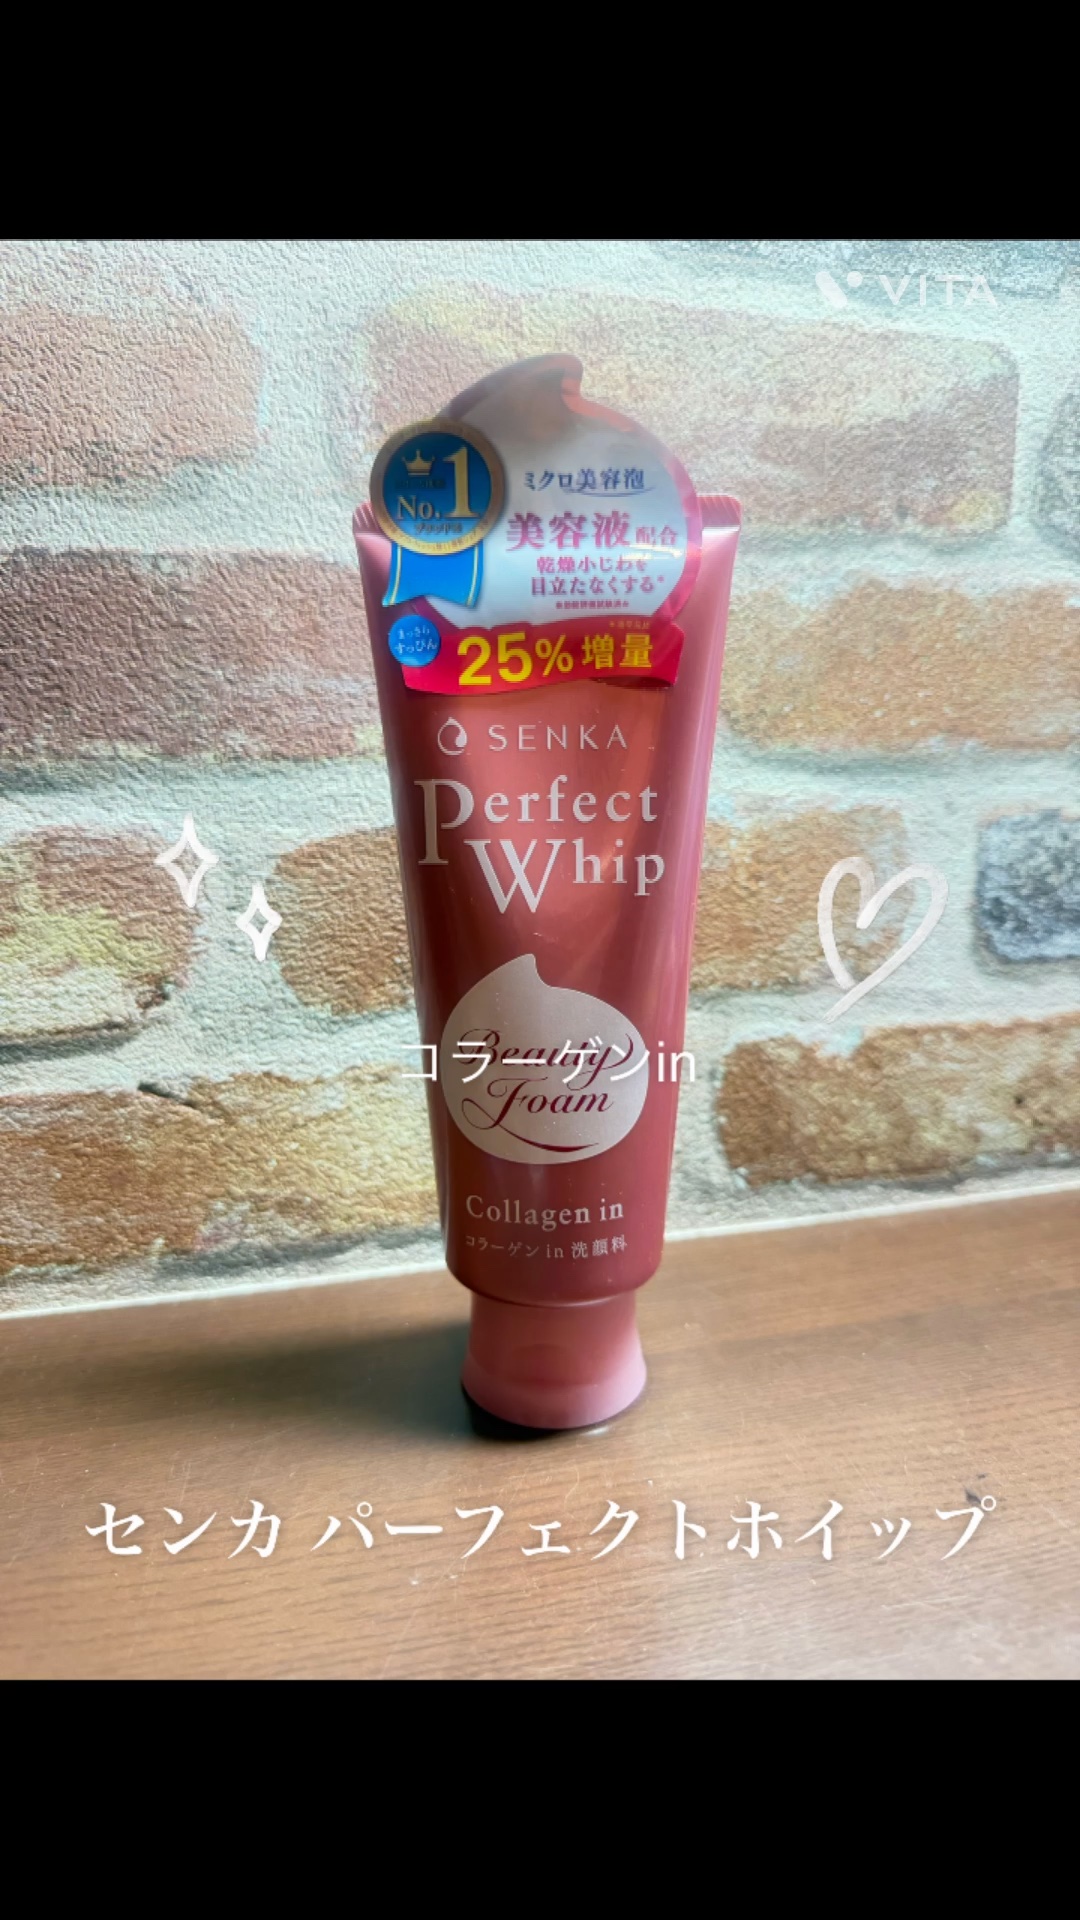 VITA
No.1
ミクロ美容泡
美容液配合
乾燥小じわを
目立たなくする*
まっさら
すっぴん
25%増量
SENKA
Perfect
Whip
Beauty
Foam
コラーゲンin
Collagen in
コラーゲン in 洗顔料
センカ パーフェクトホイップ